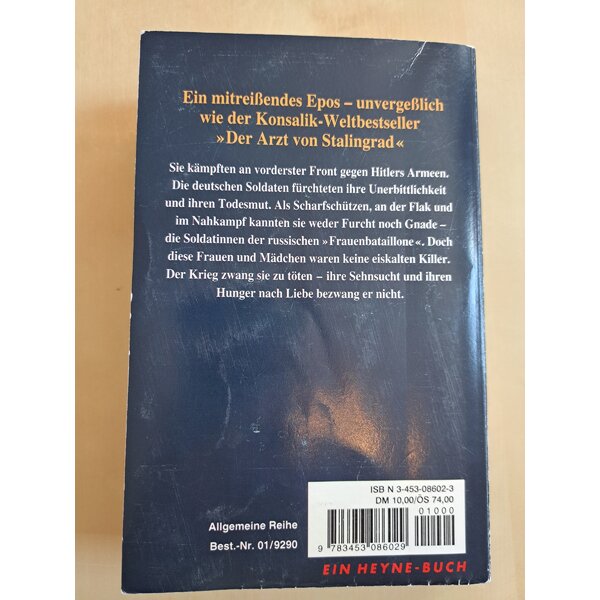 Ein mitreißendes Epos – unvergeßlich
wie der Konsalik-Weltbestseller
»Der Arzt von Stalingrad«
Sie kämpften an vorderster Front gegen Hitlers Armeen.
Die deutschen Soldaten fürchteten ihre Unerbittlichkeit
und ihren Todesmut. Als Scharfschützen, an der Flak und
im Nahkampf kannten sie weder Furcht noch Gnade –
die Soldatinnen der russischen »Frauenbataillone«. Doch
diese Frauen und Mädchen waren keine eiskalten Killer.
Der Krieg zwang sie zu töten – ihre Sehnsucht und ihren
Hunger nach Liebe bezwang er nicht.
ISBN 3-453-08602-3
DM 10,00/ÖS 74,00
01000
Allgemeine Reihe
Best.-Nr. 01/9290
9 783453 086029
EIN HEYNE-BUCH